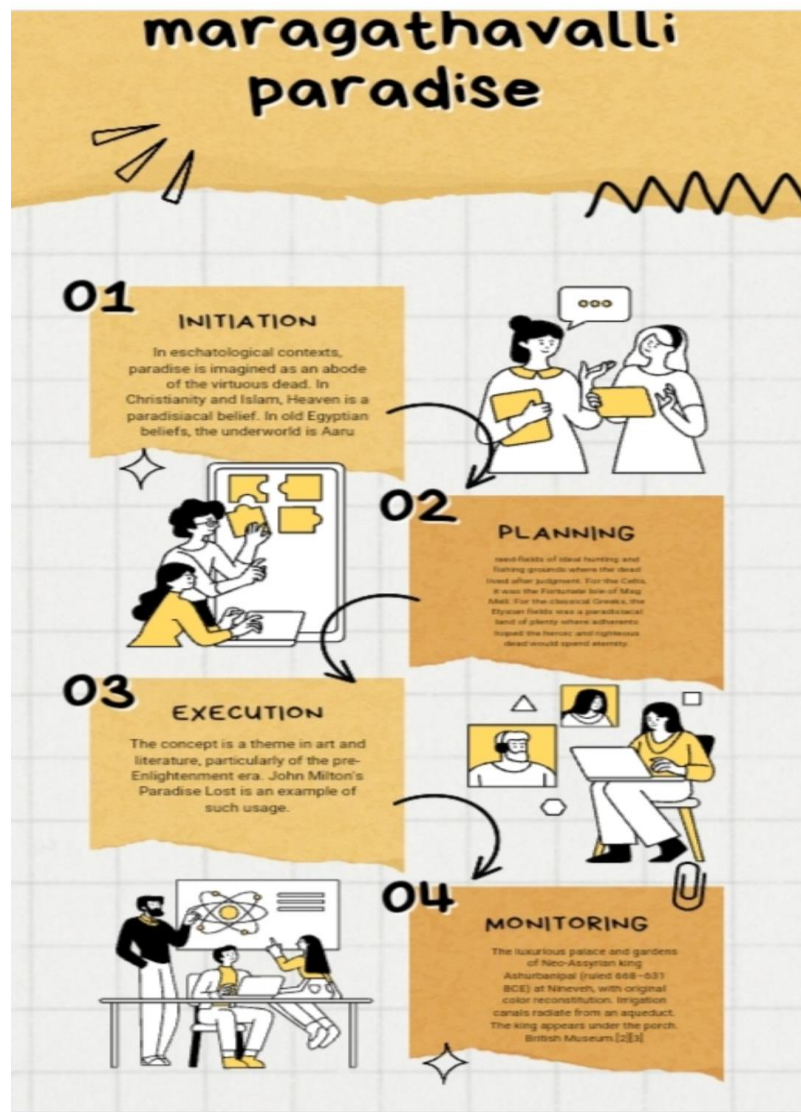 maragathavalli
paradise
01
INITIATION
In eschatological contexts,
paradise is imagined as an abode
of the virtuous dead. In
Christianity and Islam, Heaven is a
paradisiacal belief. In old Egyptian
beliefs, the underworld is Aaru
02
PLANNING
reed-fields of ideal hunting and
fishing grounds where the dead
lived after judgment. For the Celts,
it was the Fortunate Isle of Mag
Mell. For the classical Greeks, the
Elysian fields was a paradisiacal
land of plenty where adherents
hoped the heroic and righteous
dead would spend eternity.
03
EXECUTION
The concept is a theme in art and
literature, particularly of the pre-
Enlightenment era. John Milton's
Paradise Lost is an example of
such usage.
04
MONITORING
The luxurious palace and gardens
of Neo-Assyrian king
Ashurbanipal (ruled 668–631
BCE) at Nineveh, with original
color reconstitution. Irrigation
canals radiate from an aqueduct.
The king appears under the porch.
British Museum.[2][3]